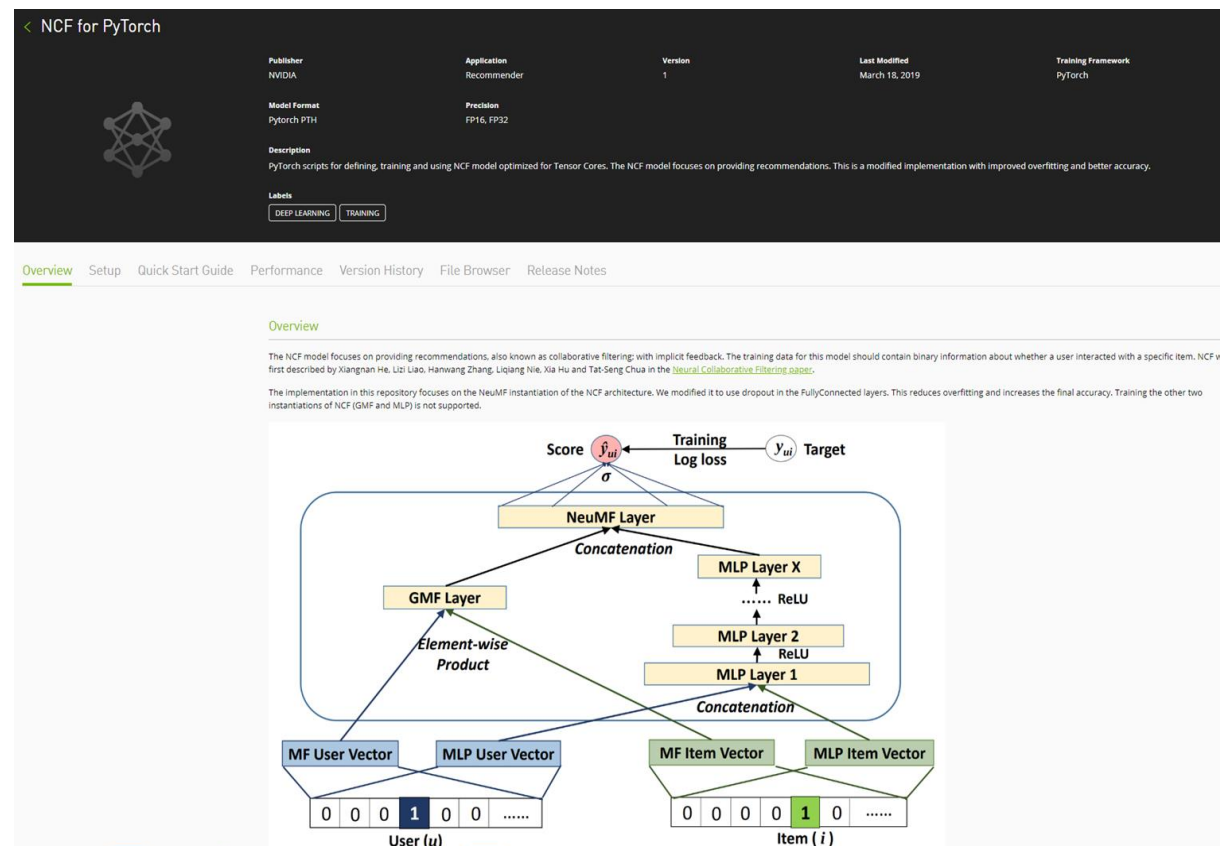 < NCF for PyTorch
Publisher Application Version Last Modified Training Framework
NVIDIA Recommender 1 March 18, 2019 PyTorch
Model Format Precision
Pytorch PTH FP16, FP32
Description
PyTorch scripts for defining, training and using NCF model optimized for Tensor Cores. The NCF model focuses on providing recommendations. This is a modified implementation with improved overfitting and better accuracy.
Labels
DEEP LEARNING TRAINING
Overview Setup Quick Start Guide Performance Version History File Browser Release Notes
Overview
The NCF model focuses on providing recommendations, also known as collaborative filtering; with implicit feedback. The training data for this model should contain binary information about whether a user interacted with a specific item. NCF
first described by Xiangnan He, Lizi Liao, Hanwang Zhang, Liqiang Nie, Xia Hu and Tat-Seng Chua in the Neural Collaborative Filtering paper.
The implementation in this repository focuses on the NeuMF instantiation of the NCF architecture. We modified it to use dropout in the FullyConnected layers. This reduces overfitting and increases the final accuracy. Training the other two
instantiations of NCF (GMF and MLP) is not supported.
Score ŷui Training yui Target
Log loss
σ
NeuMF Layer
Concatenation
MLP Layer X
GMF Layer
...... ReLU
Element-wise
Product
MLP Layer 2
ReLU
MLP Layer 1
Concatenation
MF User Vector MLP User Vector MF Item Vector MLP Item Vector
0 0 0 1 0 0 ...... 0 0 0 0 1 0 ......
User (u) Item ( i )